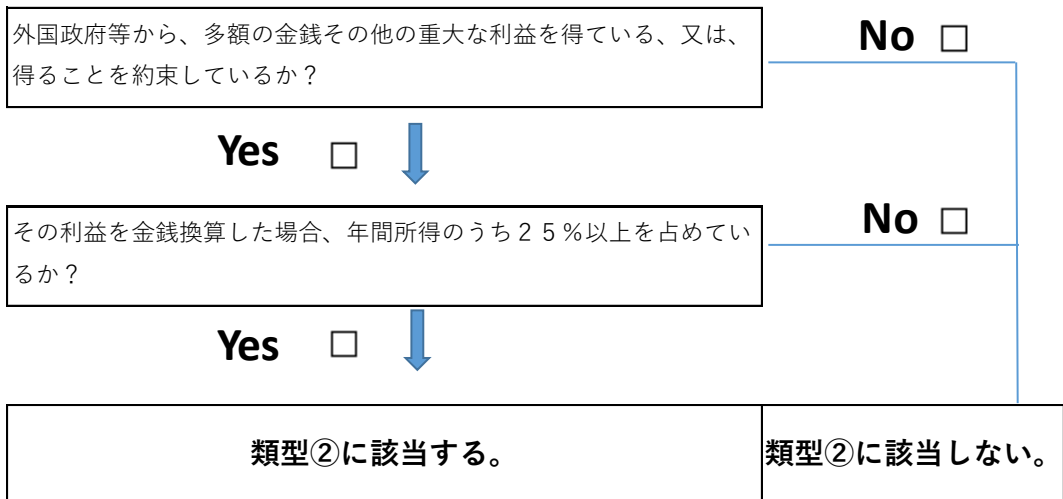 外国政府等から、多額の金銭その他の重大な利益を得ている、又は、
得ることを約束しているか？
No □
Yes □
その利益を金銭換算した場合、年間所得のうち２５％以上を占めてい
るか？
No □
Yes □
類型②に該当する。
類型②に該当しない。